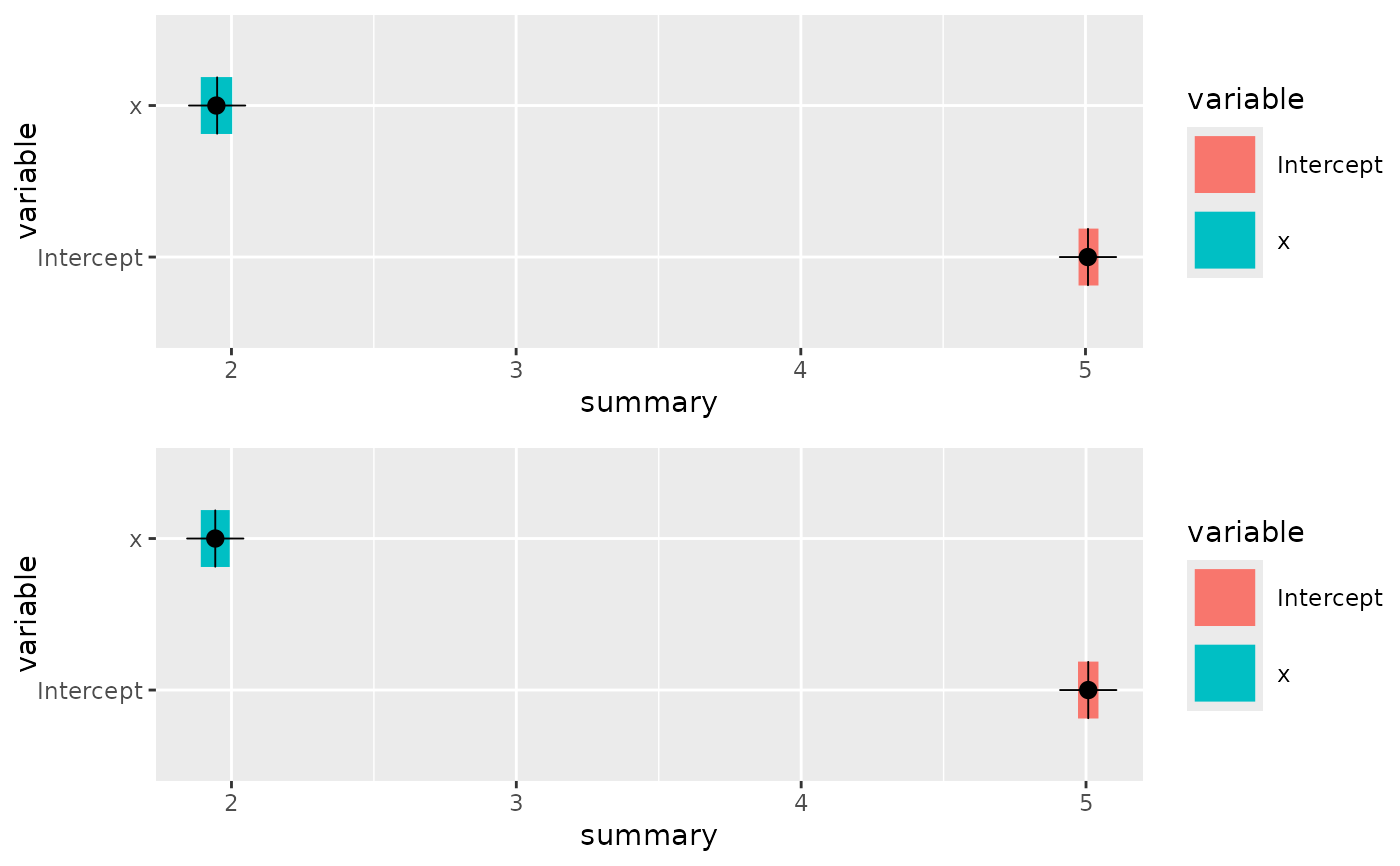 variable
x
Intercept
2 3 4 5
summary
variable
Intercept
x
variable
x
Intercept
2 3 4 5
summary
variable
Intercept
x